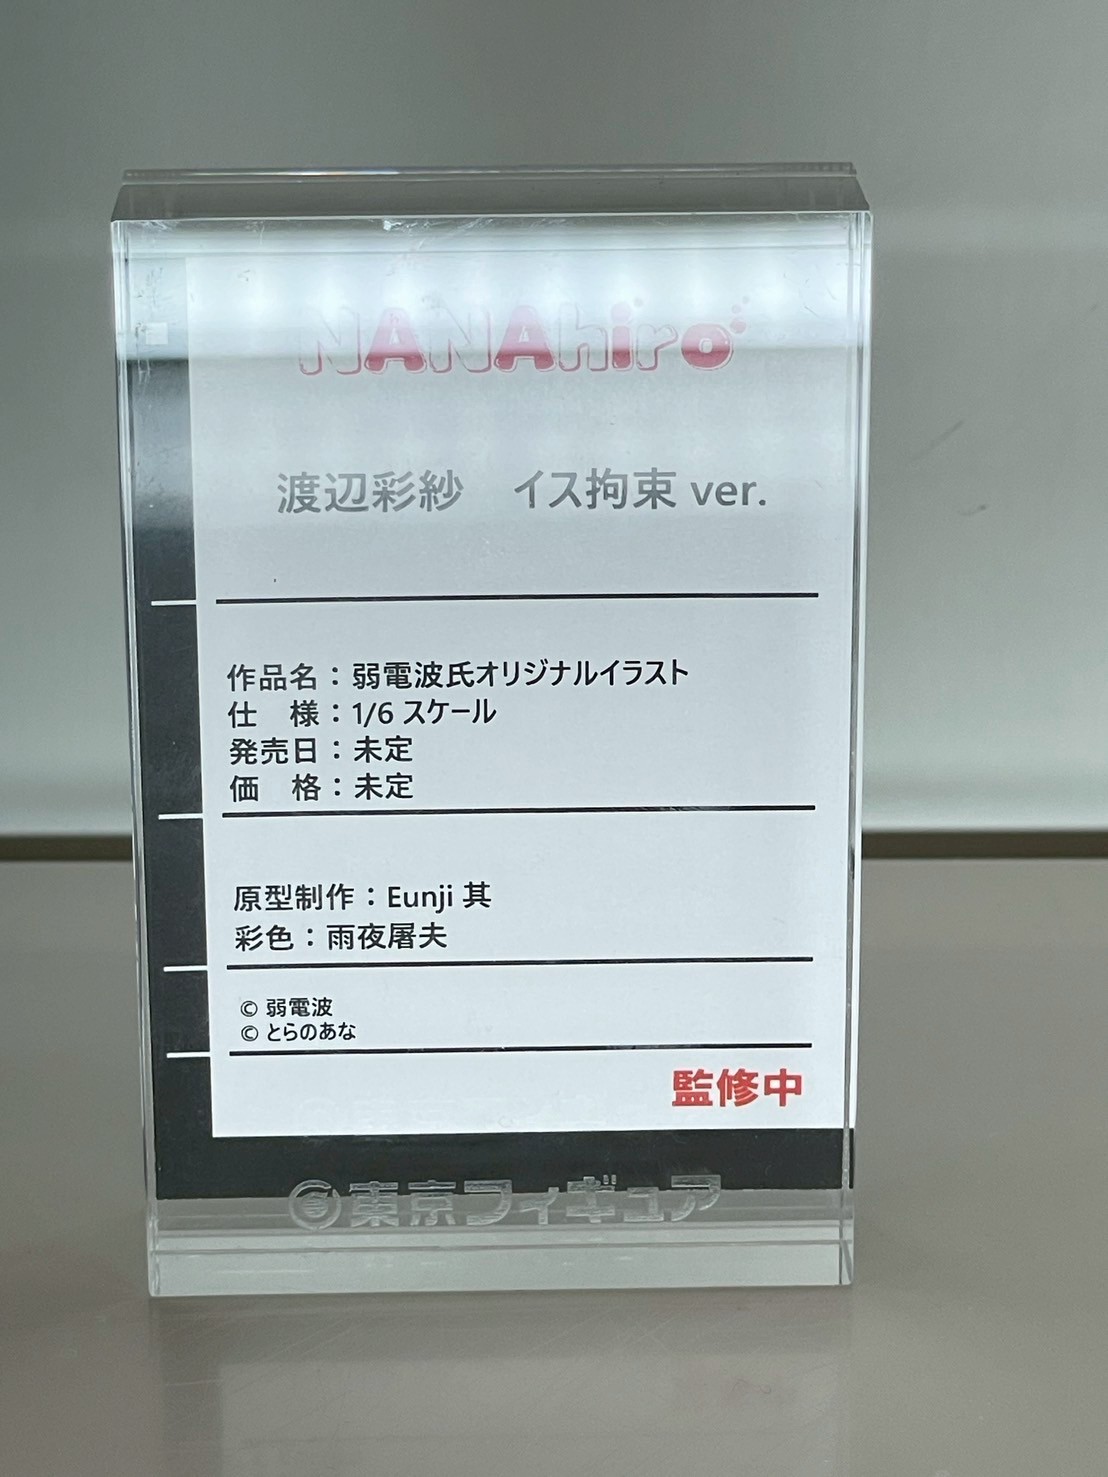 NANAhiro
渡辺彩紗　イス拘束 ver.
作品名：弱電波氏オリジナルイラスト
仕　様：1/6 スケール
発売日：未定
価　格：未定
原型制作：Eunji 其
彩色：雨夜屠夫
© 弱電波
© とらのあな
監修中
東京フィギュア